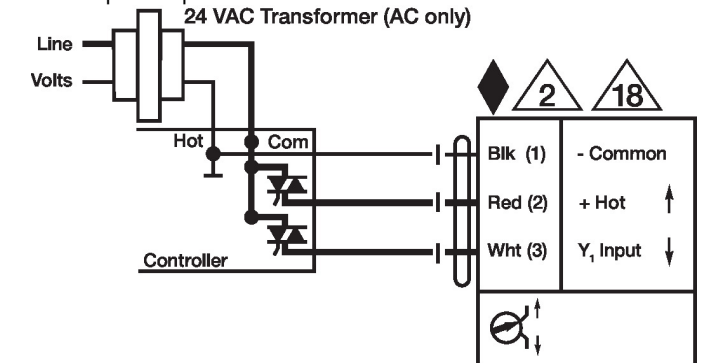 24 VAC Transformer (AC only)
Line
Volts
2
18
Hot
Com
Blk (1)
- Common
Red (2)
+ Hot
Wht (3)
Y1 Input
Controller